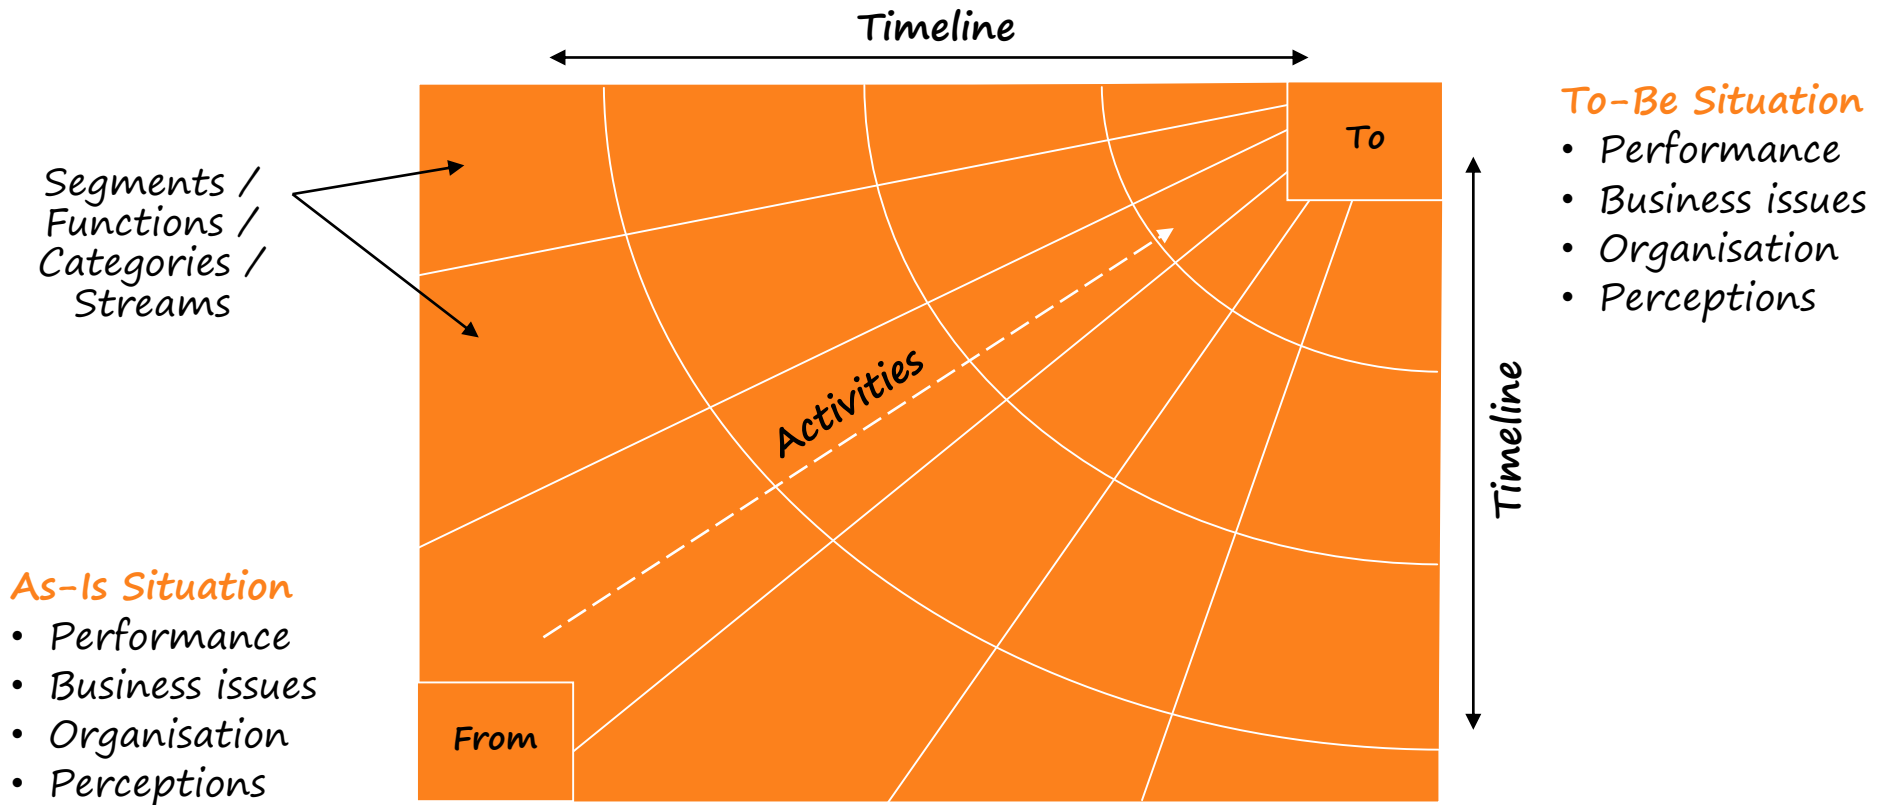 Timeline
To
To-Be Situation
• Performance
• Business issues
• Organisation
• Perceptions
Segments /
Functions /
Categories /
Streams
Activities
Timeline
As-Is Situation
• Performance
• Business issues
• Organisation
• Perceptions
From